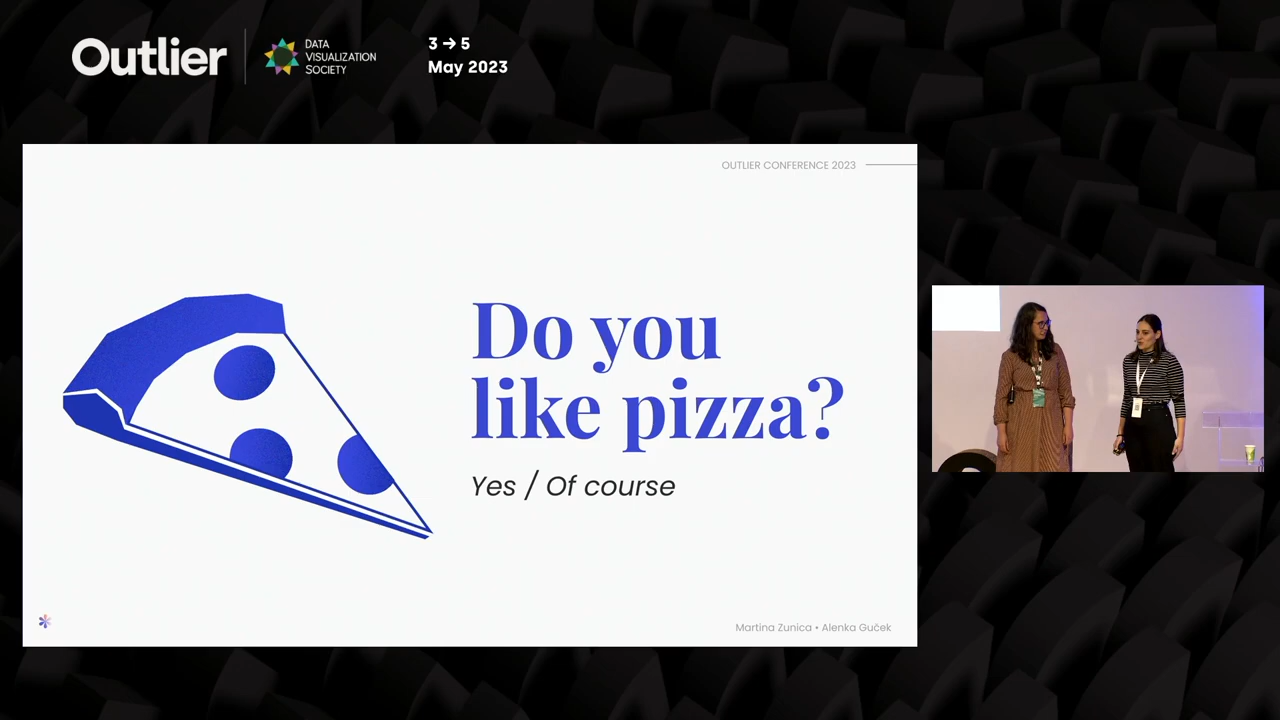 Outlier
DATA
VISUALIZATION
SOCIETY
3 → 5
May 2023
OUTLIER CONFERENCE 2023
Do you
like pizza?
Yes / Of course
Martina Zunica • Alenka Guček